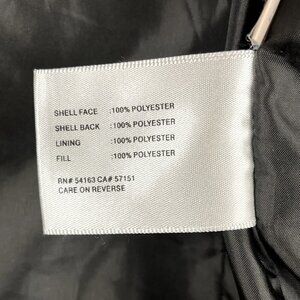 SHELL FACE :100% POLYESTER
SHELL BACK :100% POLYESTER
LINING :100% POLYESTER
FILL :100% POLYESTER
RN# 54163 CA# 57151
CARE ON REVERSE